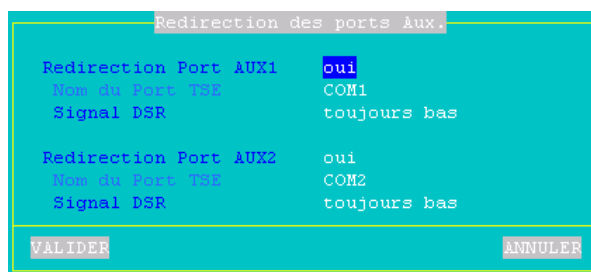 Redirection des ports Aux.
Redirection Port AUX1 oui
Nom du Port TSE COM1
Signal DSR toujours bas
Redirection Port AUX2 oui
Nom du Port TSE COM2
Signal DSR toujours bas
VALIDER ANNULER